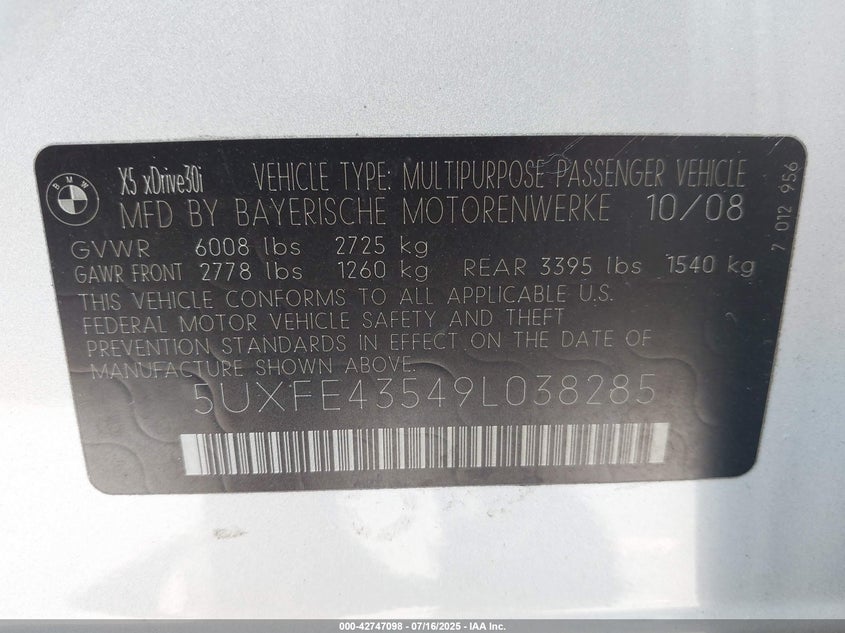 BMW
X5 xDrive30i VEHICLE TYPE: MULTIPURPOSE PASSENGER VEHICLE
MFD BY BAYERISCHE MOTORENWERKE 10/08
GVWR 6008 lbs 2725 kg
GAWR FRONT 2778 lbs 1260 kg REAR 3395 lbs 1540 kg
THIS VEHICLE CONFORMS TO ALL APPLICABLE U.S.
FEDERAL MOTOR VEHICLE SAFETY AND THEFT
PREVENTION STANDARDS IN EFFECT ON THE DATE OF
MANUFACTURE SHOWN ABOVE.
5UXFE43549L038285
7 012 956
000-42747098 - 07/16/2025 - IAA Inc.